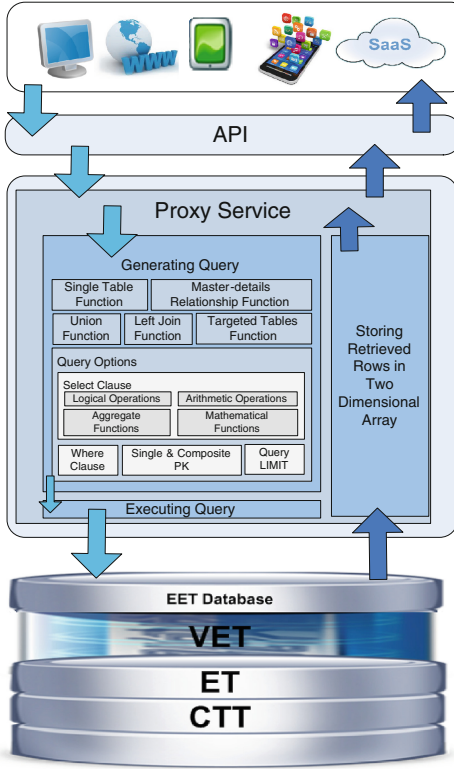 www
SaaS
API
Proxy Service
Generating Query
Single Table
Function
Master-details
Relationship Function
Union
Function
Left Join
Function
Targeted Tables
Function
Query Options
Select Clause
Logical Operations
Arithmetic Operations
Aggregate
Functions
Mathematical
Functions
Where
Clause
Single & Composite
PK
Query
LIMIT
Executing Query
Storing
Retrieved
Rows in
Two
Dimensional
Array
EET Database
VET
ET
CTT